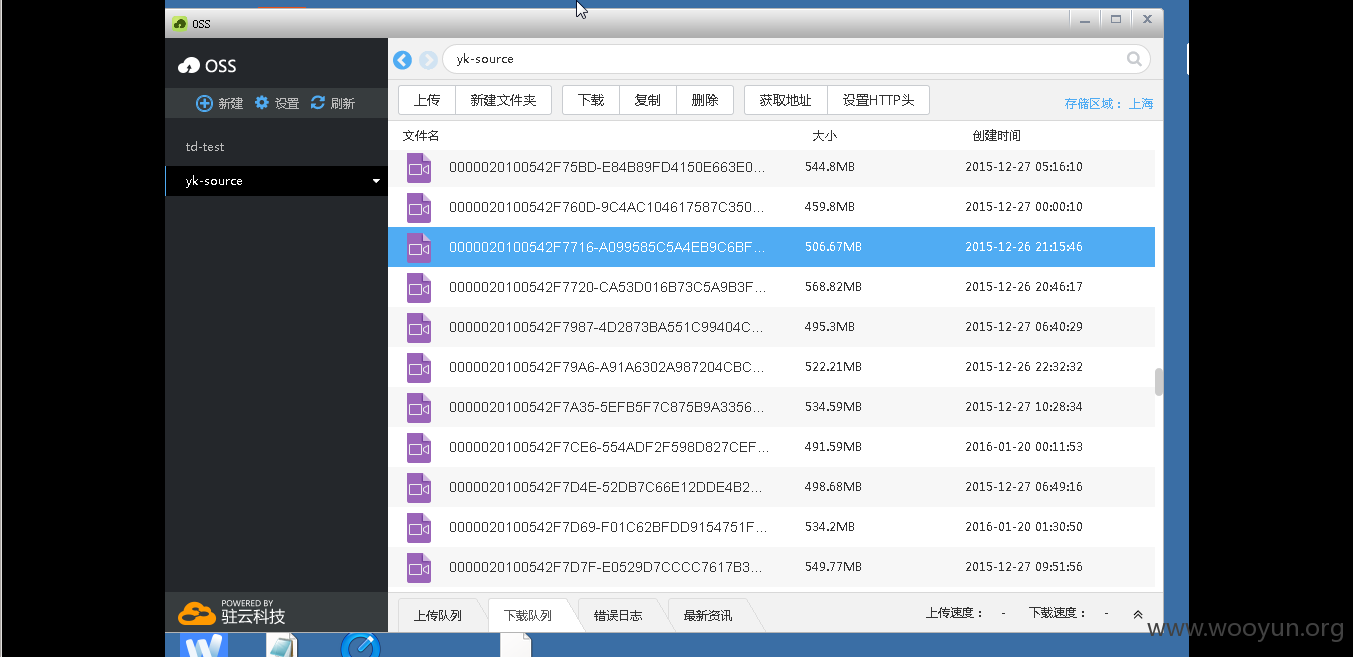 OSS
OSS
yk-source
新建 设置 刷新
上传 新建文件夹 下载 复制 删除 获取地址 设置HTTP头
存储区域： 上海
td-test
yk-source
文件名 大小 创建时间
0000020100542F75BD-E84B89FD4150E663E0... 544.8MB 2015-12-27 05:16:10
0000020100542F760D-9C4AC104617587C350... 459.8MB 2015-12-27 00:00:10
0000020100542F7716-A099585C5A4EB9C6BF... 506.67MB 2015-12-26 21:15:46
0000020100542F7720-CA53D016B73C5A9B3F... 568.82MB 2015-12-26 20:46:17
0000020100542F7987-4D2873BA551C99404C... 495.3MB 2015-12-27 06:40:29
0000020100542F79A6-A91A6302A987204CBC... 522.21MB 2015-12-26 22:32:32
0000020100542F7A35-5EFB5F7C875B9A3356... 534.59MB 2015-12-27 10:28:34
0000020100542F7CE6-554ADF2F598D827CEF... 491.59MB 2016-01-20 00:11:53
0000020100542F7D4E-52DB7C66E12DDE4B2... 498.68MB 2015-12-27 06:49:16
0000020100542F7D69-F01C62BFDD9154751F... 534.2MB 2016-01-20 01:30:50
0000020100542F7D7F-E0529D7CCCC7617B3... 549.77MB 2015-12-27 09:51:56
POWERED BY
驻云科技
上传队列 下载队列 错误日志 最新资讯 上传速度： - 下载速度： -
www.wooyun.org